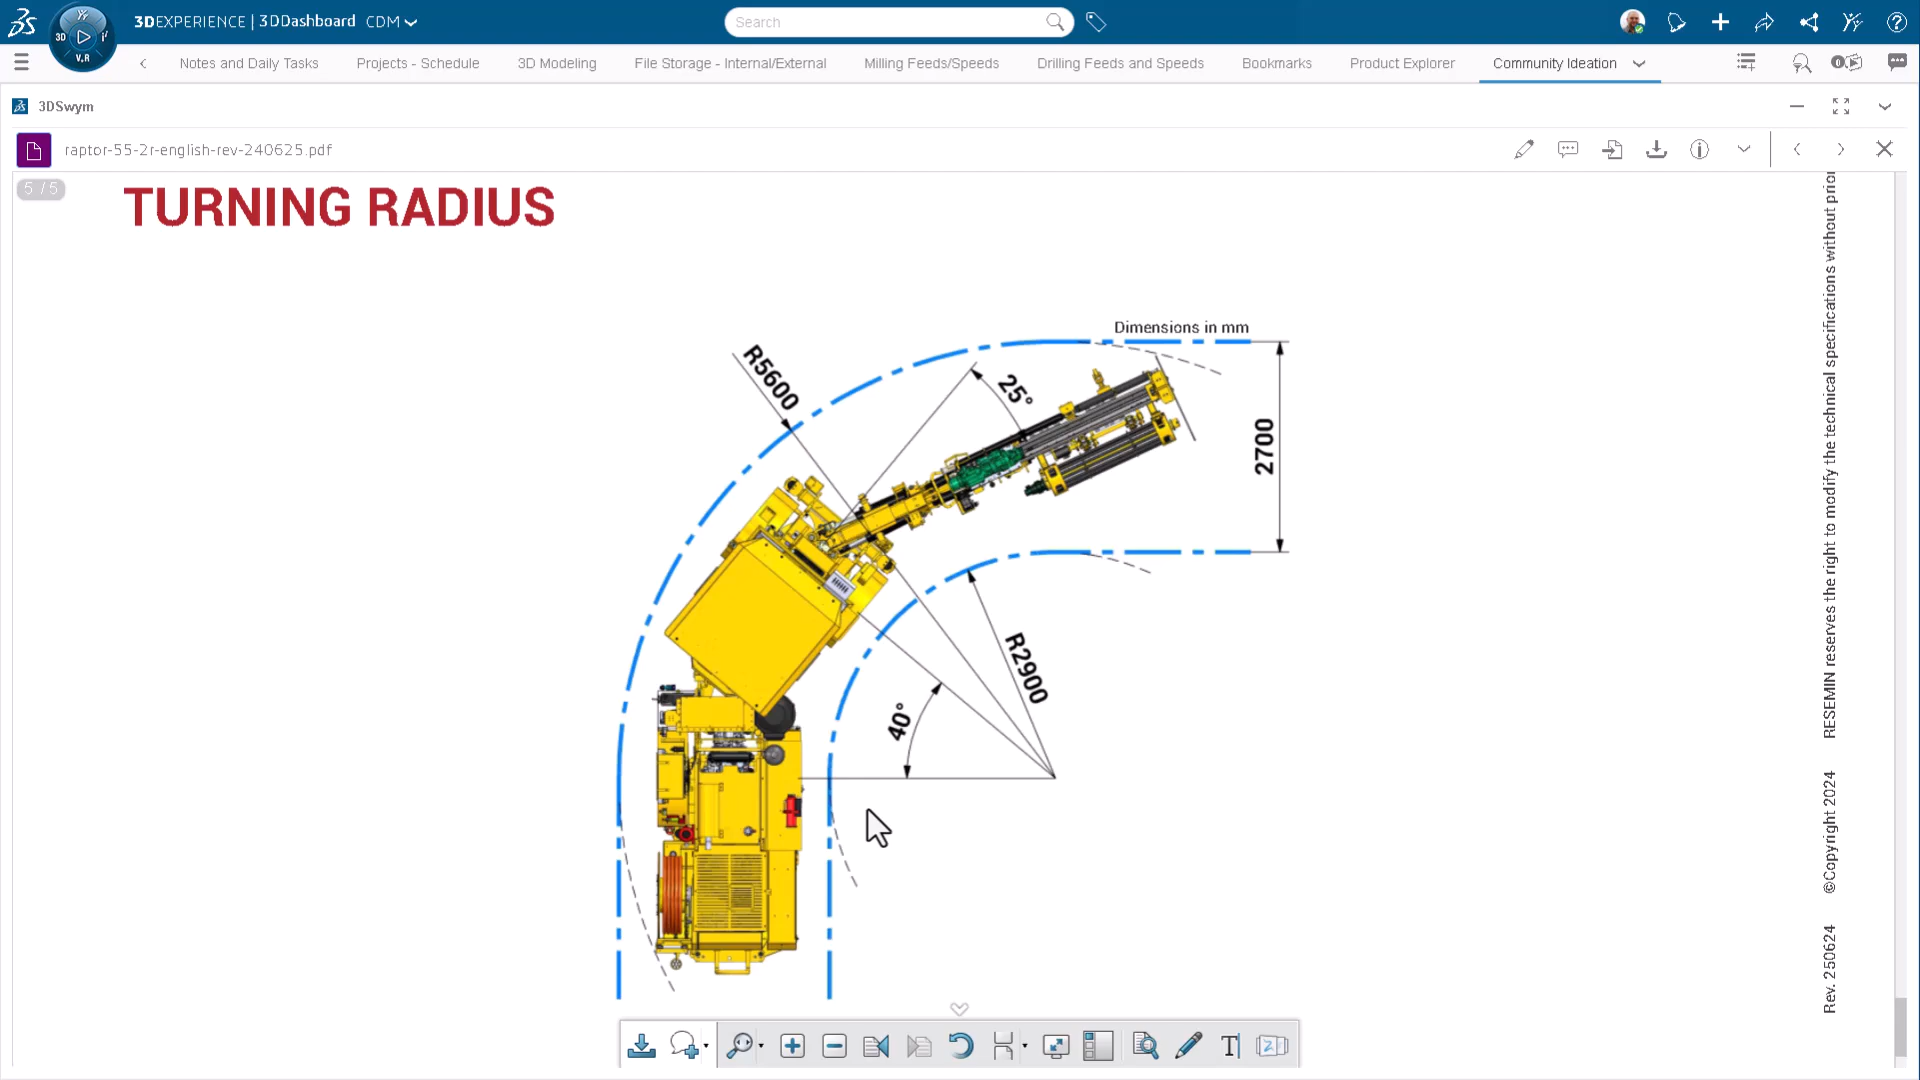 3DEXPERIENCE | 3DDashboard CDM
Search
3D
V.R
Notes and Daily Tasks
Projects - Schedule
3D Modeling
File Storage - Internal/External
Milling Feeds/Speeds
Drilling Feeds and Speeds
Bookmarks
Product Explorer
Community Ideation
3DSwym
raptor-55-2r-english-rev-240625.pdf
5 / 5
TURNING RADIUS
Dimensions in mm
R5600
25°
2700
R2900
40°
Rev. 250624 ©Copyright 2024 RESEMIN reserves the right to modify the technical specifications without prior